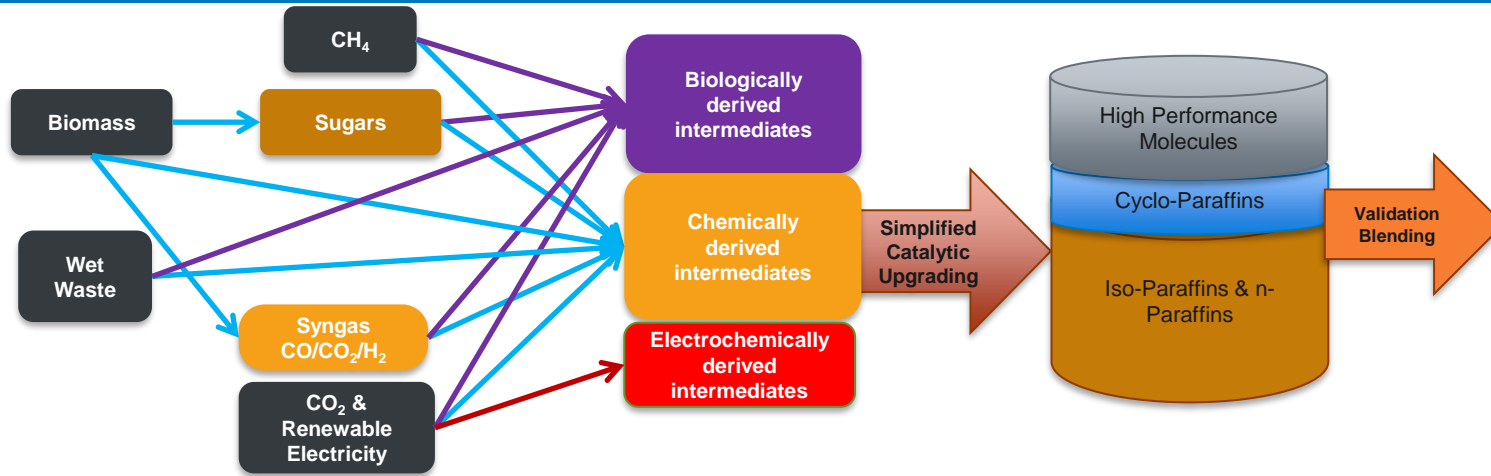 CH₄
Biomass
Sugars
Wet
Waste
Syngas
CO/CO₂/H₂
CO₂ &
Renewable
Electricity
Biologically
derived
intermediates
Chemically
derived
intermediates
Electrochemically
derived
intermediates
Simplified
Catalytic
Upgrading
High Performance
Molecules
Cyclo-Paraffins
Iso-Paraffins & n-
Paraffins
Validation
Blending